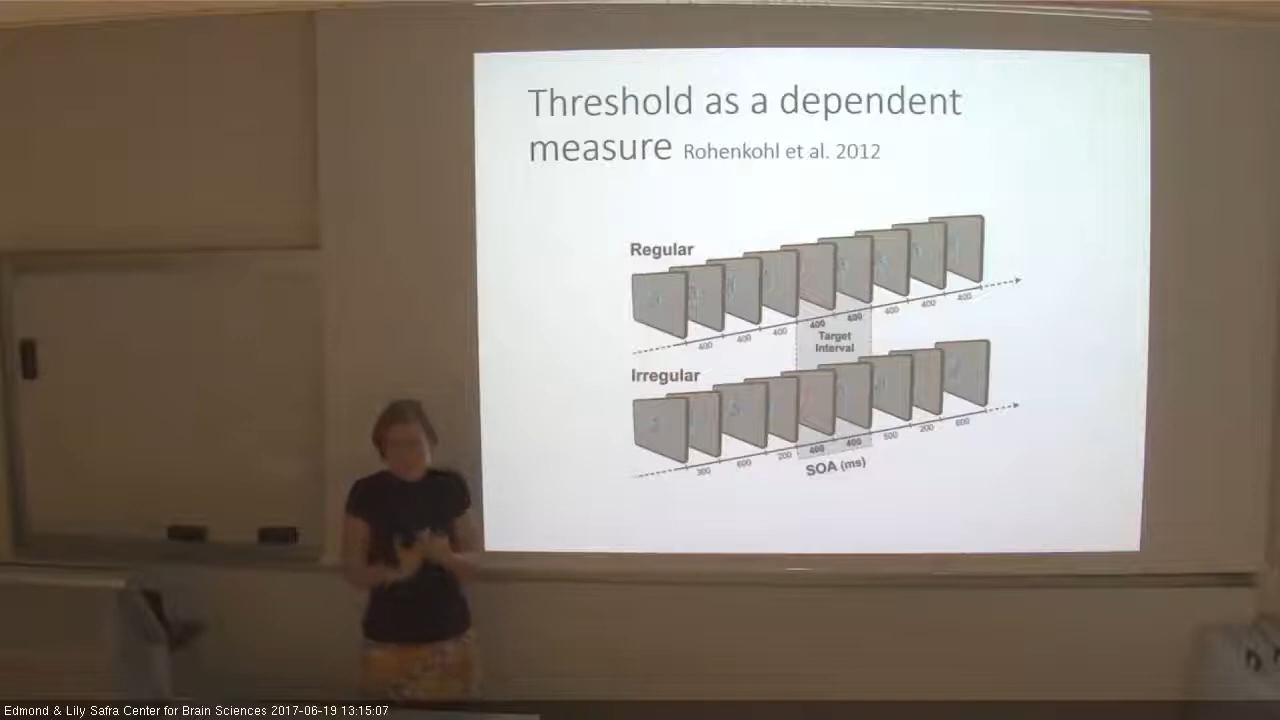 Threshold as a dependent
measure Rohenkohl et al. 2012
Regular
400
400
400
400
400
400
400
400
Target
Interval
Irregular
300
600
200
400
400
500
200
600
SOA (ms)
Edmond & Lily Safra Center for Brain Sciences 2017-06-19 13:15:07